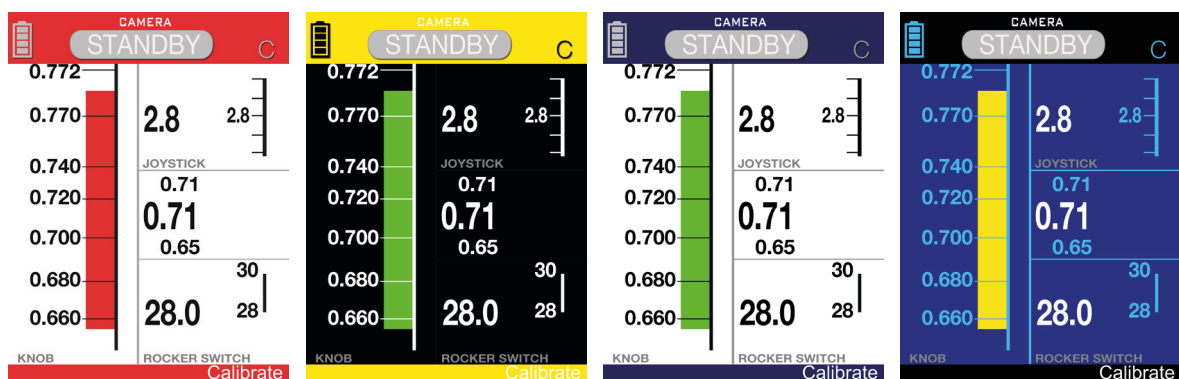 CAMERA
STANDBY
C
0.772
0.770
2.8
2.8
0.740
JOYSTICK
0.71
0.720
0.71
0.700
0.65
30
0.680
28.0
28
0.660
KNOB
ROCKER SWITCH
Calibrate
CAMERA
STANDBY
C
0.772
0.770
2.8
2.8
0.740
JOYSTICK
0.71
0.720
0.71
0.700
0.65
30
0.680
28.0
28
0.660
KNOB
ROCKER SWITCH
Calibrate
CAMERA
STANDBY
C
0.772
0.770
2.8
2.8
0.740
JOYSTICK
0.71
0.720
0.71
0.700
0.65
30
0.680
28.0
28
0.660
KNOB
ROCKER SWITCH
Calibrate
CAMERA
STANDBY
C
0.772
0.770
2.8
2.8
0.740
JOYSTICK
0.71
0.720
0.71
0.700
0.65
30
0.680
28.0
28
0.660
KNOB
ROCKER SWITCH
Calibrate